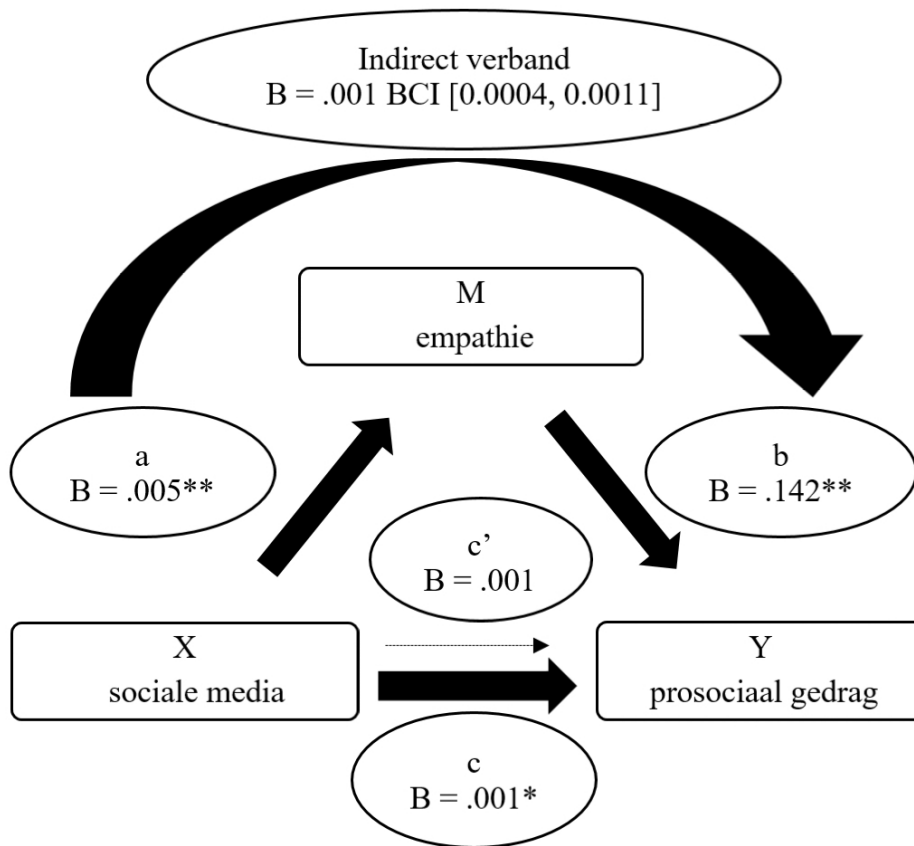 Indirect verband
B = .001 BCI [0.0004, 0.0011]
M
empathie
a
B = .005**
b
B = .142**
c’
B = .001
X
sociale media
Y
prosociaal gedrag
c
B = .001*